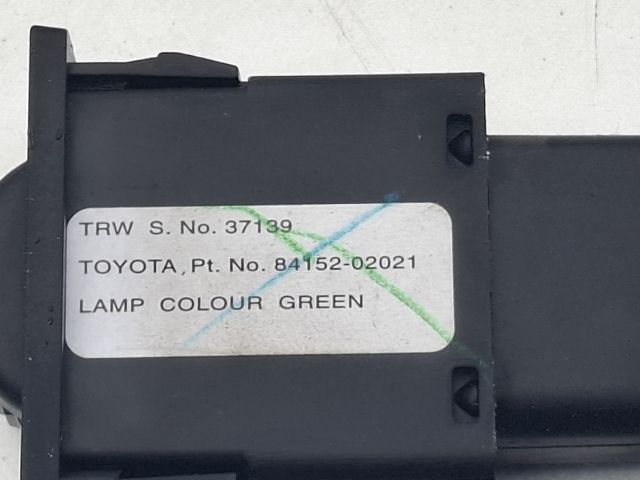 TRW S. No. 37139
TOYOTA, Pt. No. 84152-02021
LAMP COLOUR GREEN